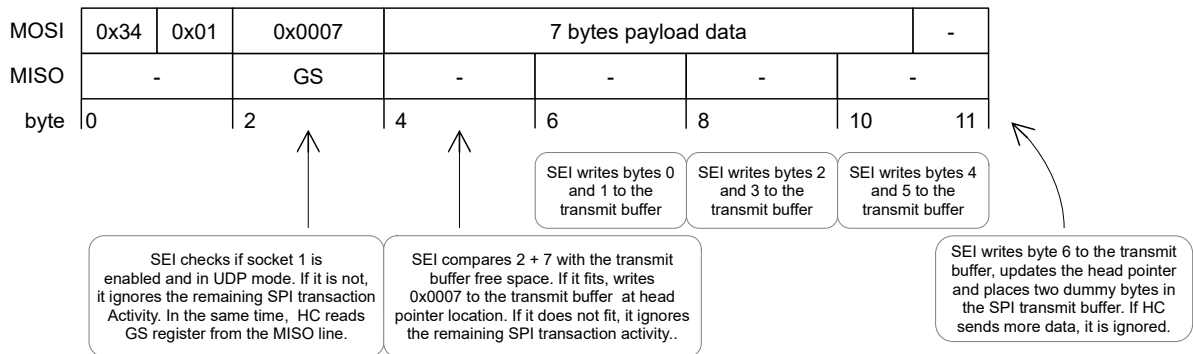 MOSI 0x34 0x01 0x0007 7 bytes payload data -
MISO - GS - - - -
byte 0 2 4 6 8 10 11
SEI writes bytes 0
and 1 to the
transmit buffer
SEI writes bytes 2
and 3 to the
transmit buffer
SEI writes bytes 4
and 5 to the
transmit buffer
SEI checks if socket 1 is
enabled and in UDP mode. If it is not,
it ignores the remaining SPI transaction
Activity. In the same time, HC reads
GS register from the MISO line.
SEI compares 2 + 7 with the transmit
buffer free space. If it fits, writes
0x0007 to the transmit buffer at head
pointer location. If it does not fit, it ignores
the remaining SPI transaction activity..
SEI writes byte 6 to the transmit
buffer, updates the head pointer
and places two dummy bytes in
the SPI transmit buffer. If HC
sends more data, it is ignored.